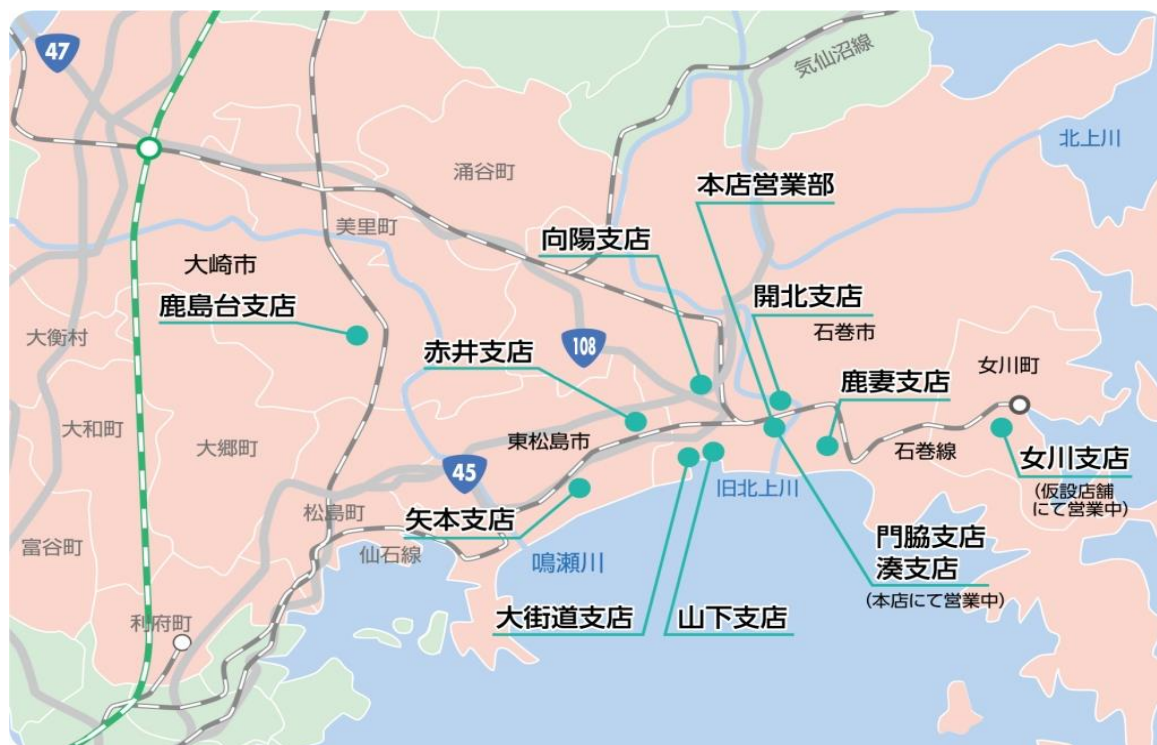 47
気仙沼線
北上川
涌谷町
本店営業部
美里町
向陽支店
大崎市
開北支店
鹿島台支店
石巻市
大衡村
赤井支店
108
女川町
鹿妻支店
大和町
大郷町
東松島市
石巻線
女川支店
(仮設店舗
にて営業中)
45
旧北上川
松島町
矢本支店
富谷町
仙石線
鳴瀬川
門脇支店
湊支店
(本店にて営業中)
大街道支店
山下支店
利府町